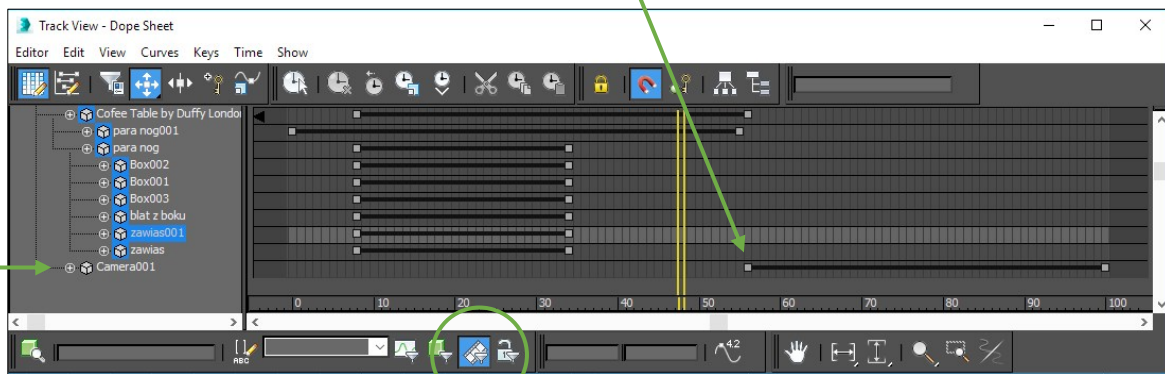 Track View - Dope Sheet
Editor Edit View Curves Keys Time Show
Cofee Table by Duffy London
para nog001
para nog
Box002
Box001
Box003
blat z boku
zawias001
zawias
Camera001
0 10 20 30 40 50 60 70 80 90 100
ABC
4.2